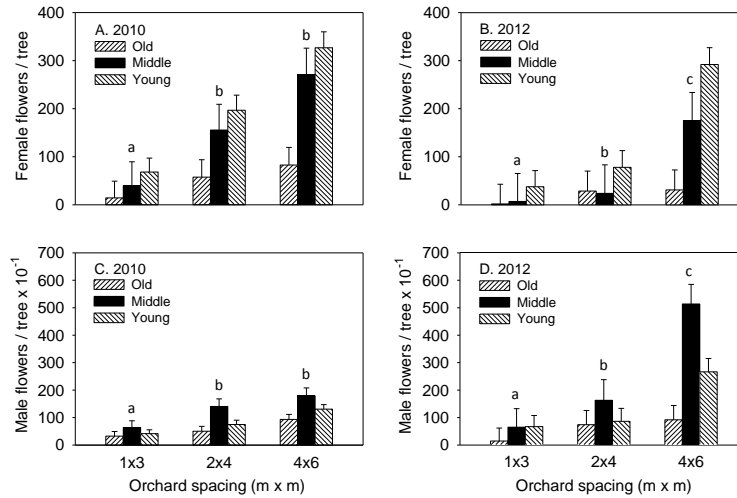 A. 2010
Old
Middle
Young
Female flowers / tree
400
300
200
100
0
a
b
b
B. 2012
Old
Middle
Young
Female flowers / tree
400
300
200
100
0
a
b
c
C. 2010
Old
Middle
Young
Male flowers / tree x 10⁻¹
700
600
500
400
300
200
100
0
a
b
b
1x3 2x4 4x6
Orchard spacing (m x m)
D. 2012
Old
Middle
Young
Male flowers / tree x 10⁻¹
700
600
500
400
300
200
100
0
a
b
c
1x3 2x4 4x6
Orchard spacing (m x m)